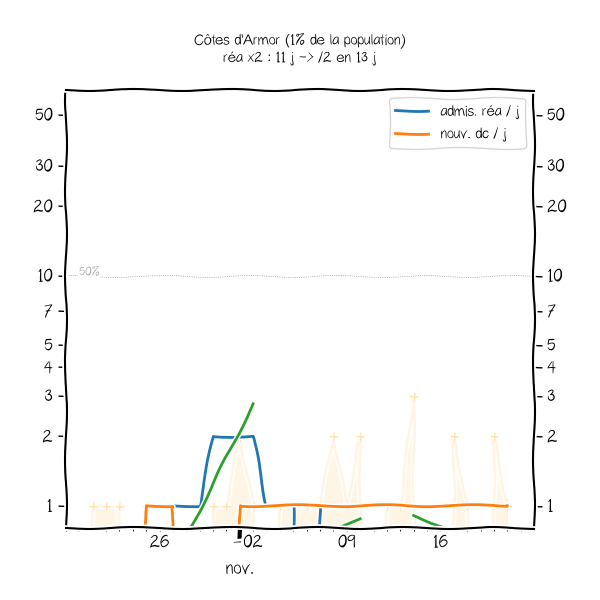 Côtes d'Armor (1% de la population)
réa x2 : 11 j -> /2 en 13 j
admis. réa / j
nouv. dc / j
50 50
30 30
20 20
50%
10 10
7 7
5 5
4 4
3 3
2 2
1 1
26 02 09 16
nov.